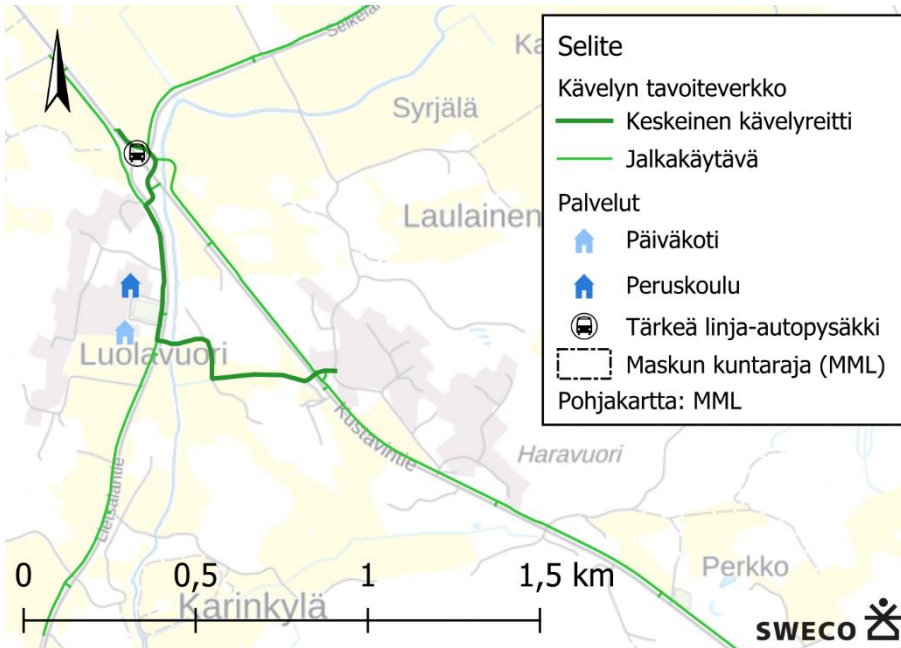 Selite
Kävelyn tavoiteverkko
Keskeinen kävelyreitti
Jalkakäytävä
Palvelut
Päiväkoti
Peruskoulu
Tärkeä linja-autopysäkki
Maskun kuntaraja (MML)
Pohjakartta: MML
Syrjälä
Laulainen
Luolavuori
Kustavintie
Haravuori
Lietsalantie
Perkko
Karinkylä
0 0,5 1 1,5 km
SWECO